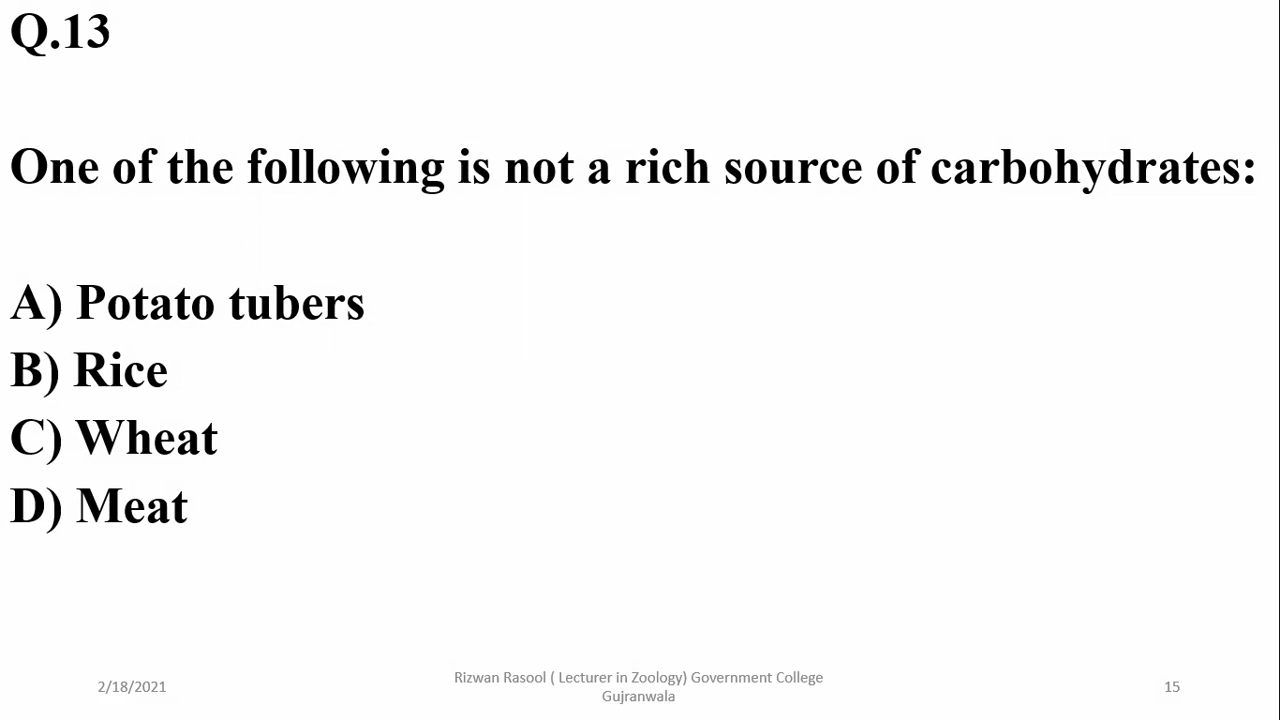 Q.13
One of the following is not a rich source of carbohydrates:
A) Potato tubers
B) Rice
C) Wheat
D) Meat
2/18/2021
Rizwan Rasool ( Lecturer in Zoology) Government College
Gujranwala
15